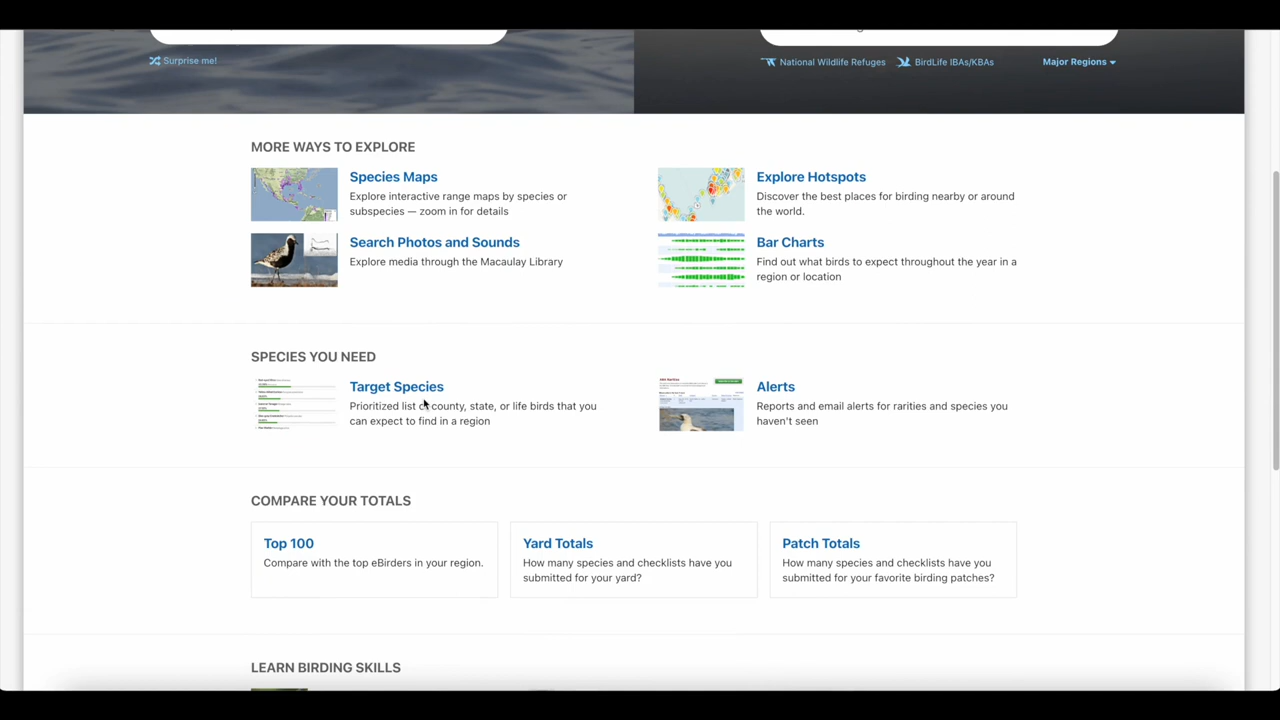 Surprise me!
National Wildlife Refuges
BirdLife IBAs/KBAs
Major Regions
MORE WAYS TO EXPLORE
Species Maps
Explore interactive range maps by species or
subspecies — zoom in for details
Explore Hotspots
Discover the best places for birding nearby or around
the world.
Search Photos and Sounds
Explore media through the Macaulay Library
Bar Charts
Find out what birds to expect throughout the year in a
region or location
SPECIES YOU NEED
Target Species
Prioritized list of county, state, or life birds that you
can expect to find in a region
Alerts
Reports and email alerts for rarities and species you
haven't seen
COMPARE YOUR TOTALS
Top 100
Compare with the top eBirders in your region.
Yard Totals
How many species and checklists have you
submitted for your yard?
Patch Totals
How many species and checklists have you
submitted for your favorite birding patches?
LEARN BIRDING SKILLS